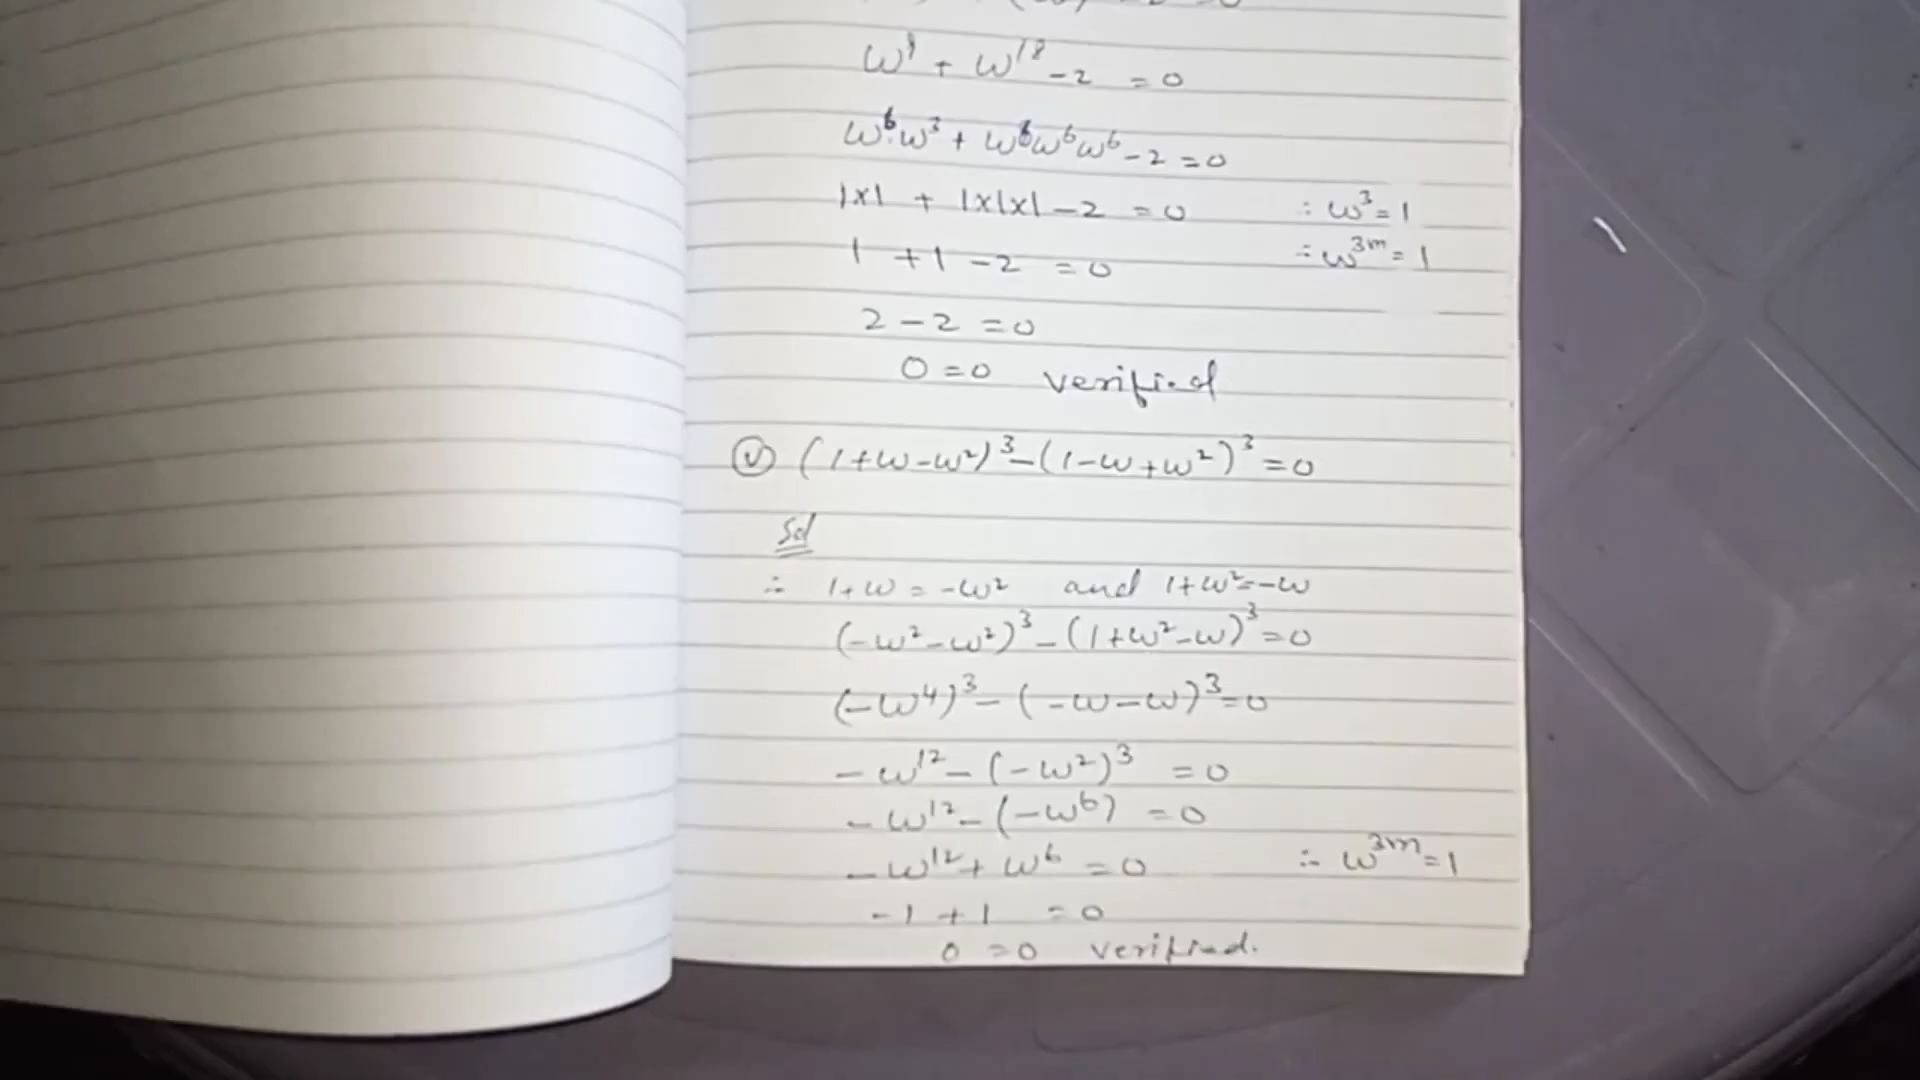 ω⁹ + ω¹⁸ - 2 = 0
ω⁶.ω³ + ω⁶ω⁶ω⁶ - 2 = 0
1×1 + 1×1×1 - 2 = 0 ∵ ω³ = 1
1 + 1 - 2 = 0 ∵ ω³ᵐ = 1
2 - 2 = 0
0 = 0 verified
(v) (1+ω-ω²)³ - (1-ω+ω²)³ = 0
Sol
∵ 1+ω = -ω² and 1+ω² = -ω
(-ω²-ω²)³ - (1+ω²-ω)³ = 0
(-ω⁴)³ - (-ω-ω)³ = 0
-ω¹² - (-ω²)³ = 0
-ω¹² - (-ω⁶) = 0
-ω¹² + ω⁶ = 0 ∵ ω³ᵐ = 1
-1 + 1 = 0
0 = 0 verified.